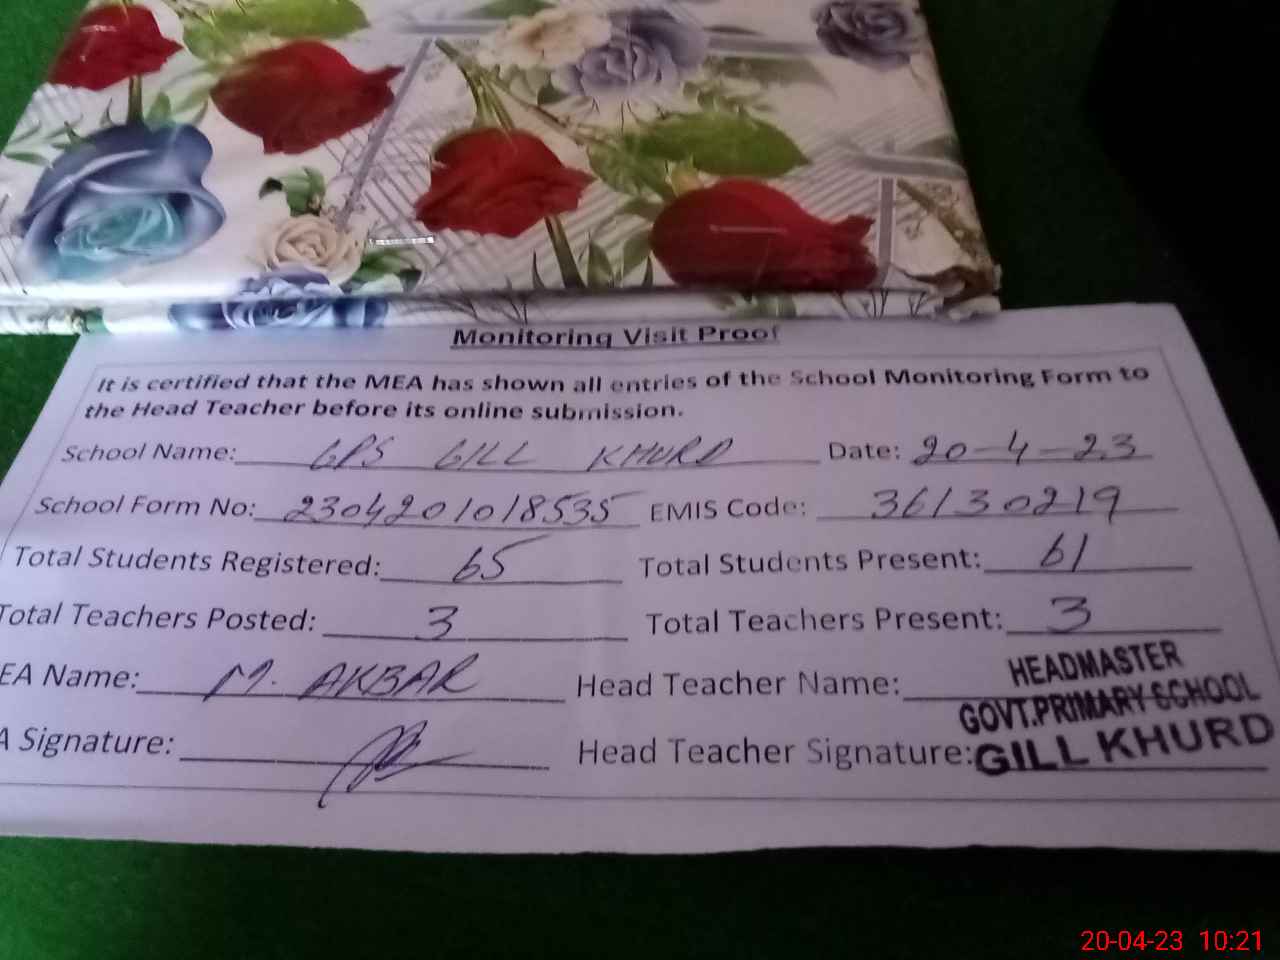 Monitoring Visit Proof
It is certified that the MEA has shown all entries of the School Monitoring Form to
the Head Teacher before its online submission.
School Name: GPS GILL KHURD Date: 20-4-23
School Form No: 2304201018535 EMIS Code: 36130219
Total Students Registered: 65 Total Students Present: 61
Total Teachers Posted: 3 Total Teachers Present: 3
EA Name: M. AKBAR Head Teacher Name:
HEADMASTER
GOVT.PRIMARY SCHOOL
A Signature: Head Teacher Signature: GILL KHURD
20-04-23 10:21